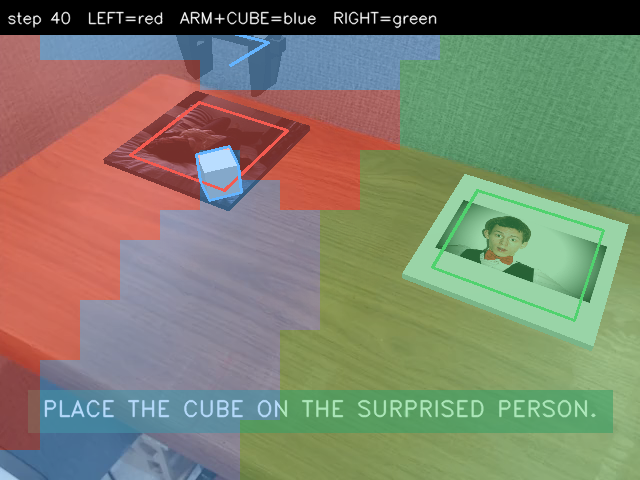 step 40 LEFT=red ARM+CUBE=blue RIGHT=green
PLACE THE CUBE ON THE SURPRISED PERSON.